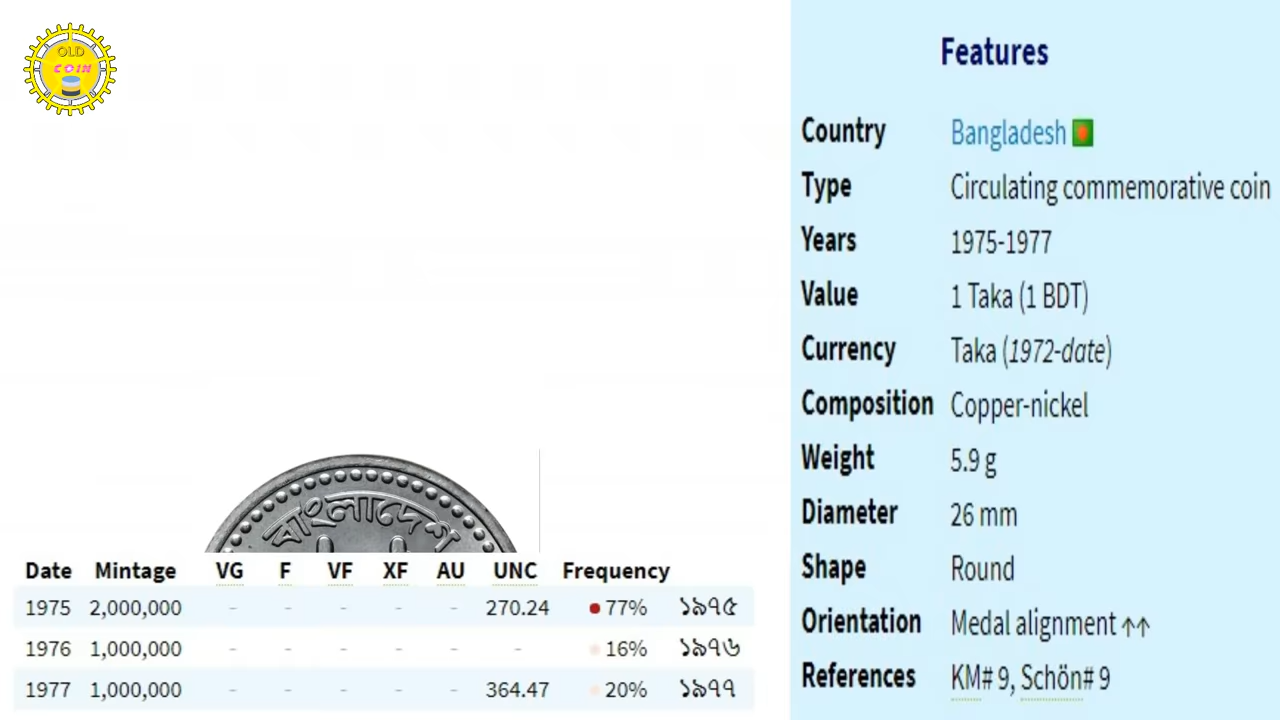 OLD
COIN
বাংলাদেশ
Date Mintage VG F VF XF AU UNC Frequency
1975 2,000,000 - - - - - 270.24 77% ১৯৭৫
1976 1,000,000 - - - - - - 16% ১৯৭৬
1977 1,000,000 - - - - - 364.47 20% ১৯৭৭
Features
Country Bangladesh
Type Circulating commemorative coin
Years 1975-1977
Value 1 Taka (1 BDT)
Currency Taka (1972-date)
Composition Copper-nickel
Weight 5.9 g
Diameter 26 mm
Shape Round
Orientation Medal alignment ↑↑
References KM# 9, Schön# 9